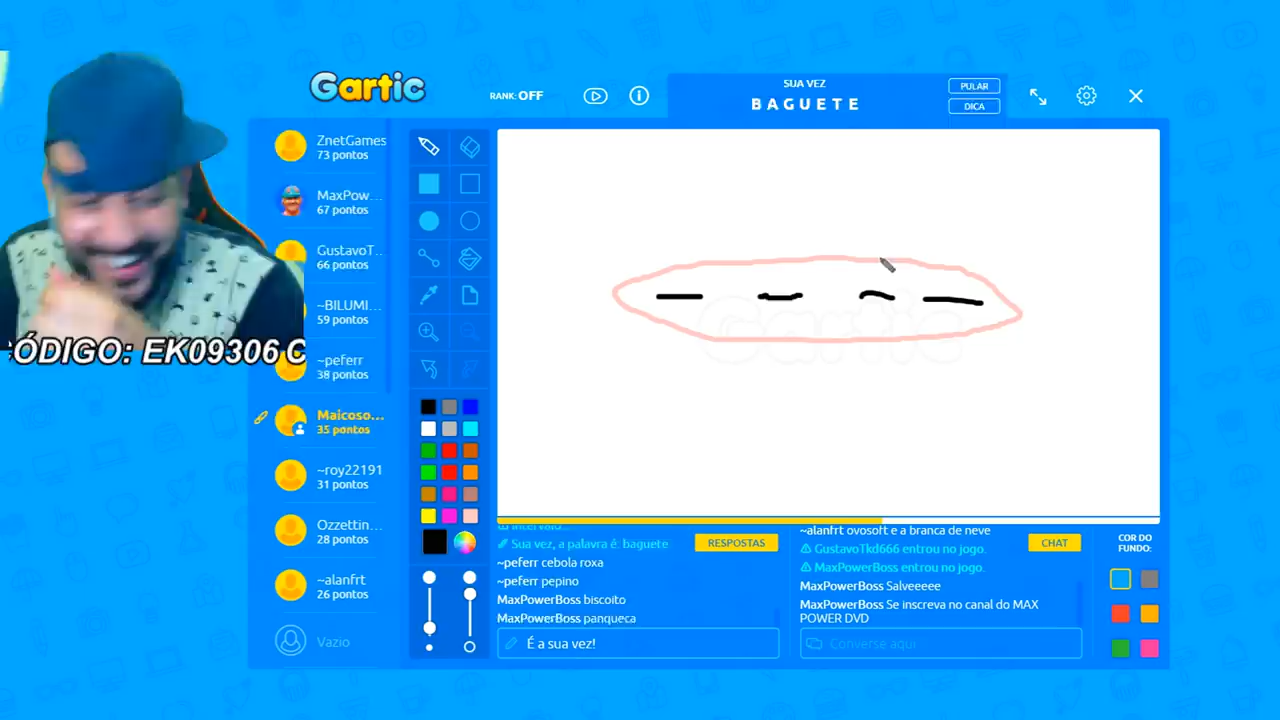 Gartic
RANK: OFF
SUA VEZ
BAGUETE
PULAR
DICA
ZnetGames
73 pontos
MaxPow...
67 pontos
GustavoT...
66 pontos
~BILUMI...
59 pontos
~peferr
38 pontos
Maicoso...
35 pontos
~roy22191
31 pontos
Ozzettin...
28 pontos
~alanfrt
26 pontos
Vazio
ÓDIGO: EK09306 C
Gartic
Intervalo...
Sua vez, a palavra é: baguete
~peferr cebola roxa
~peferr pepino
MaxPowerBoss biscoito
MaxPowerBoss panqueca
RESPOSTAS
É a sua vez!
~alanfrt ovosoft e a branca de neve
GustavoTkd666 entrou no jogo.
MaxPowerBoss entrou no jogo.
MaxPowerBoss Salveeeee
MaxPowerBoss Se inscreva no canal do MAX
POWER DVD
CHAT
Converse aqui
COR DO
FUNDO: